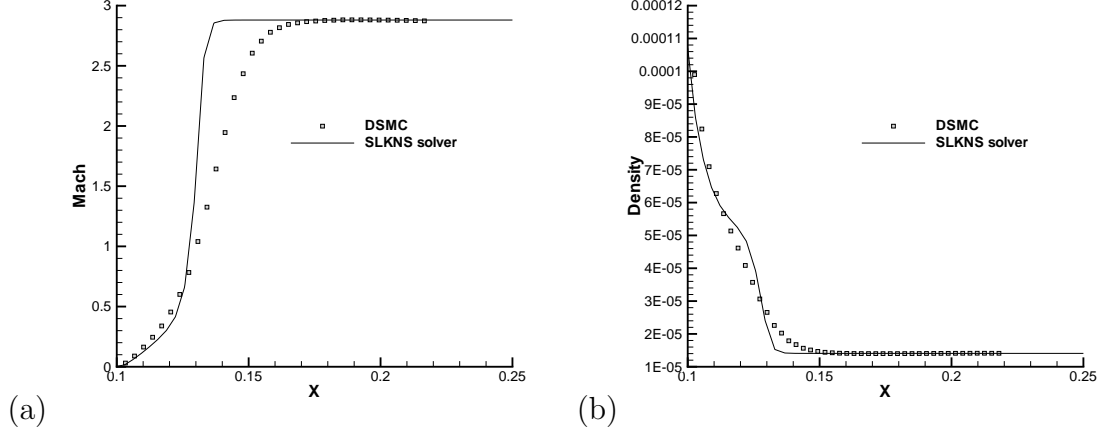 3
2.5
2
1.5
1
0.5
0
Mach
DSMC
SLKNS solver
0.1 0.15 0.2 0.25
X
(a)
0.00012
0.00011
0.0001
9E-05
8E-05
7E-05
6E-05
5E-05
4E-05
3E-05
2E-05
1E-05
Density
DSMC
SLKNS solver
0.1 0.15 0.2 0.25
X
(b)